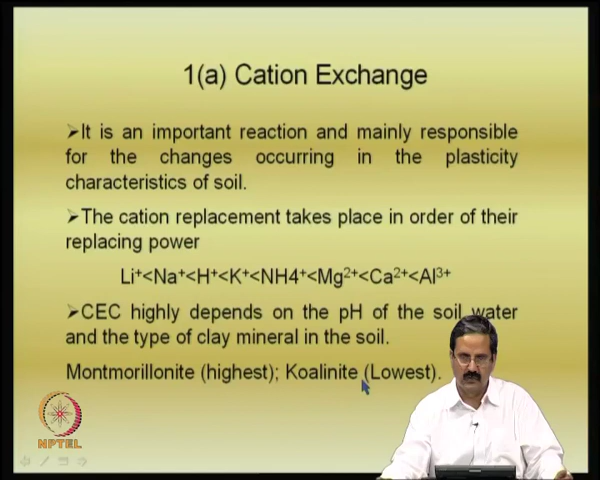 1(a) Cation Exchange
➤It is an important reaction and mainly responsible
for the changes occurring in the plasticity
characteristics of soil.
➤The cation replacement takes place in order of their
replacing power
Li⁺<Na⁺<H⁺<K⁺<NH4⁺<Mg²⁺<Ca²⁺<Al³⁺
➤CEC highly depends on the pH of the soil water
and the type of clay mineral in the soil.
Montmorillonite (highest); Koalinite (Lowest).
NPTEL